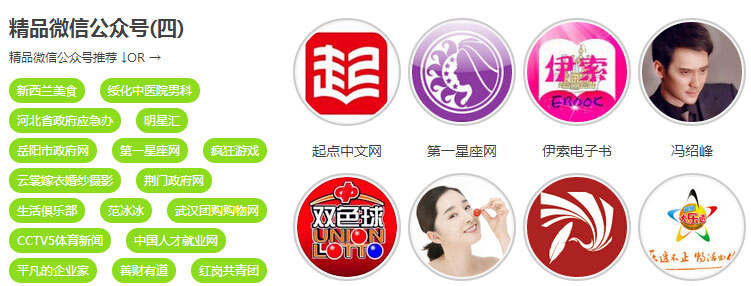 精品微信公众号(四)
精品微信公众号推荐 ↓OR →
新西兰美食 绥化中医院男科
河北省政府应急办 明星汇
岳阳市政府网 第一星座网 疯狂游戏
云裳嫁衣婚纱摄影 荆门政府网
生活俱乐部 范冰冰 武汉团购购物网
CCTV5体育新闻 中国人才就业网
平凡的企业家 善财有道 红岗共青团
起
伊索
EBOOK
起点中文网 第一星座网 伊索电子书 冯绍峰
中
双色球
UNION
LOTTO